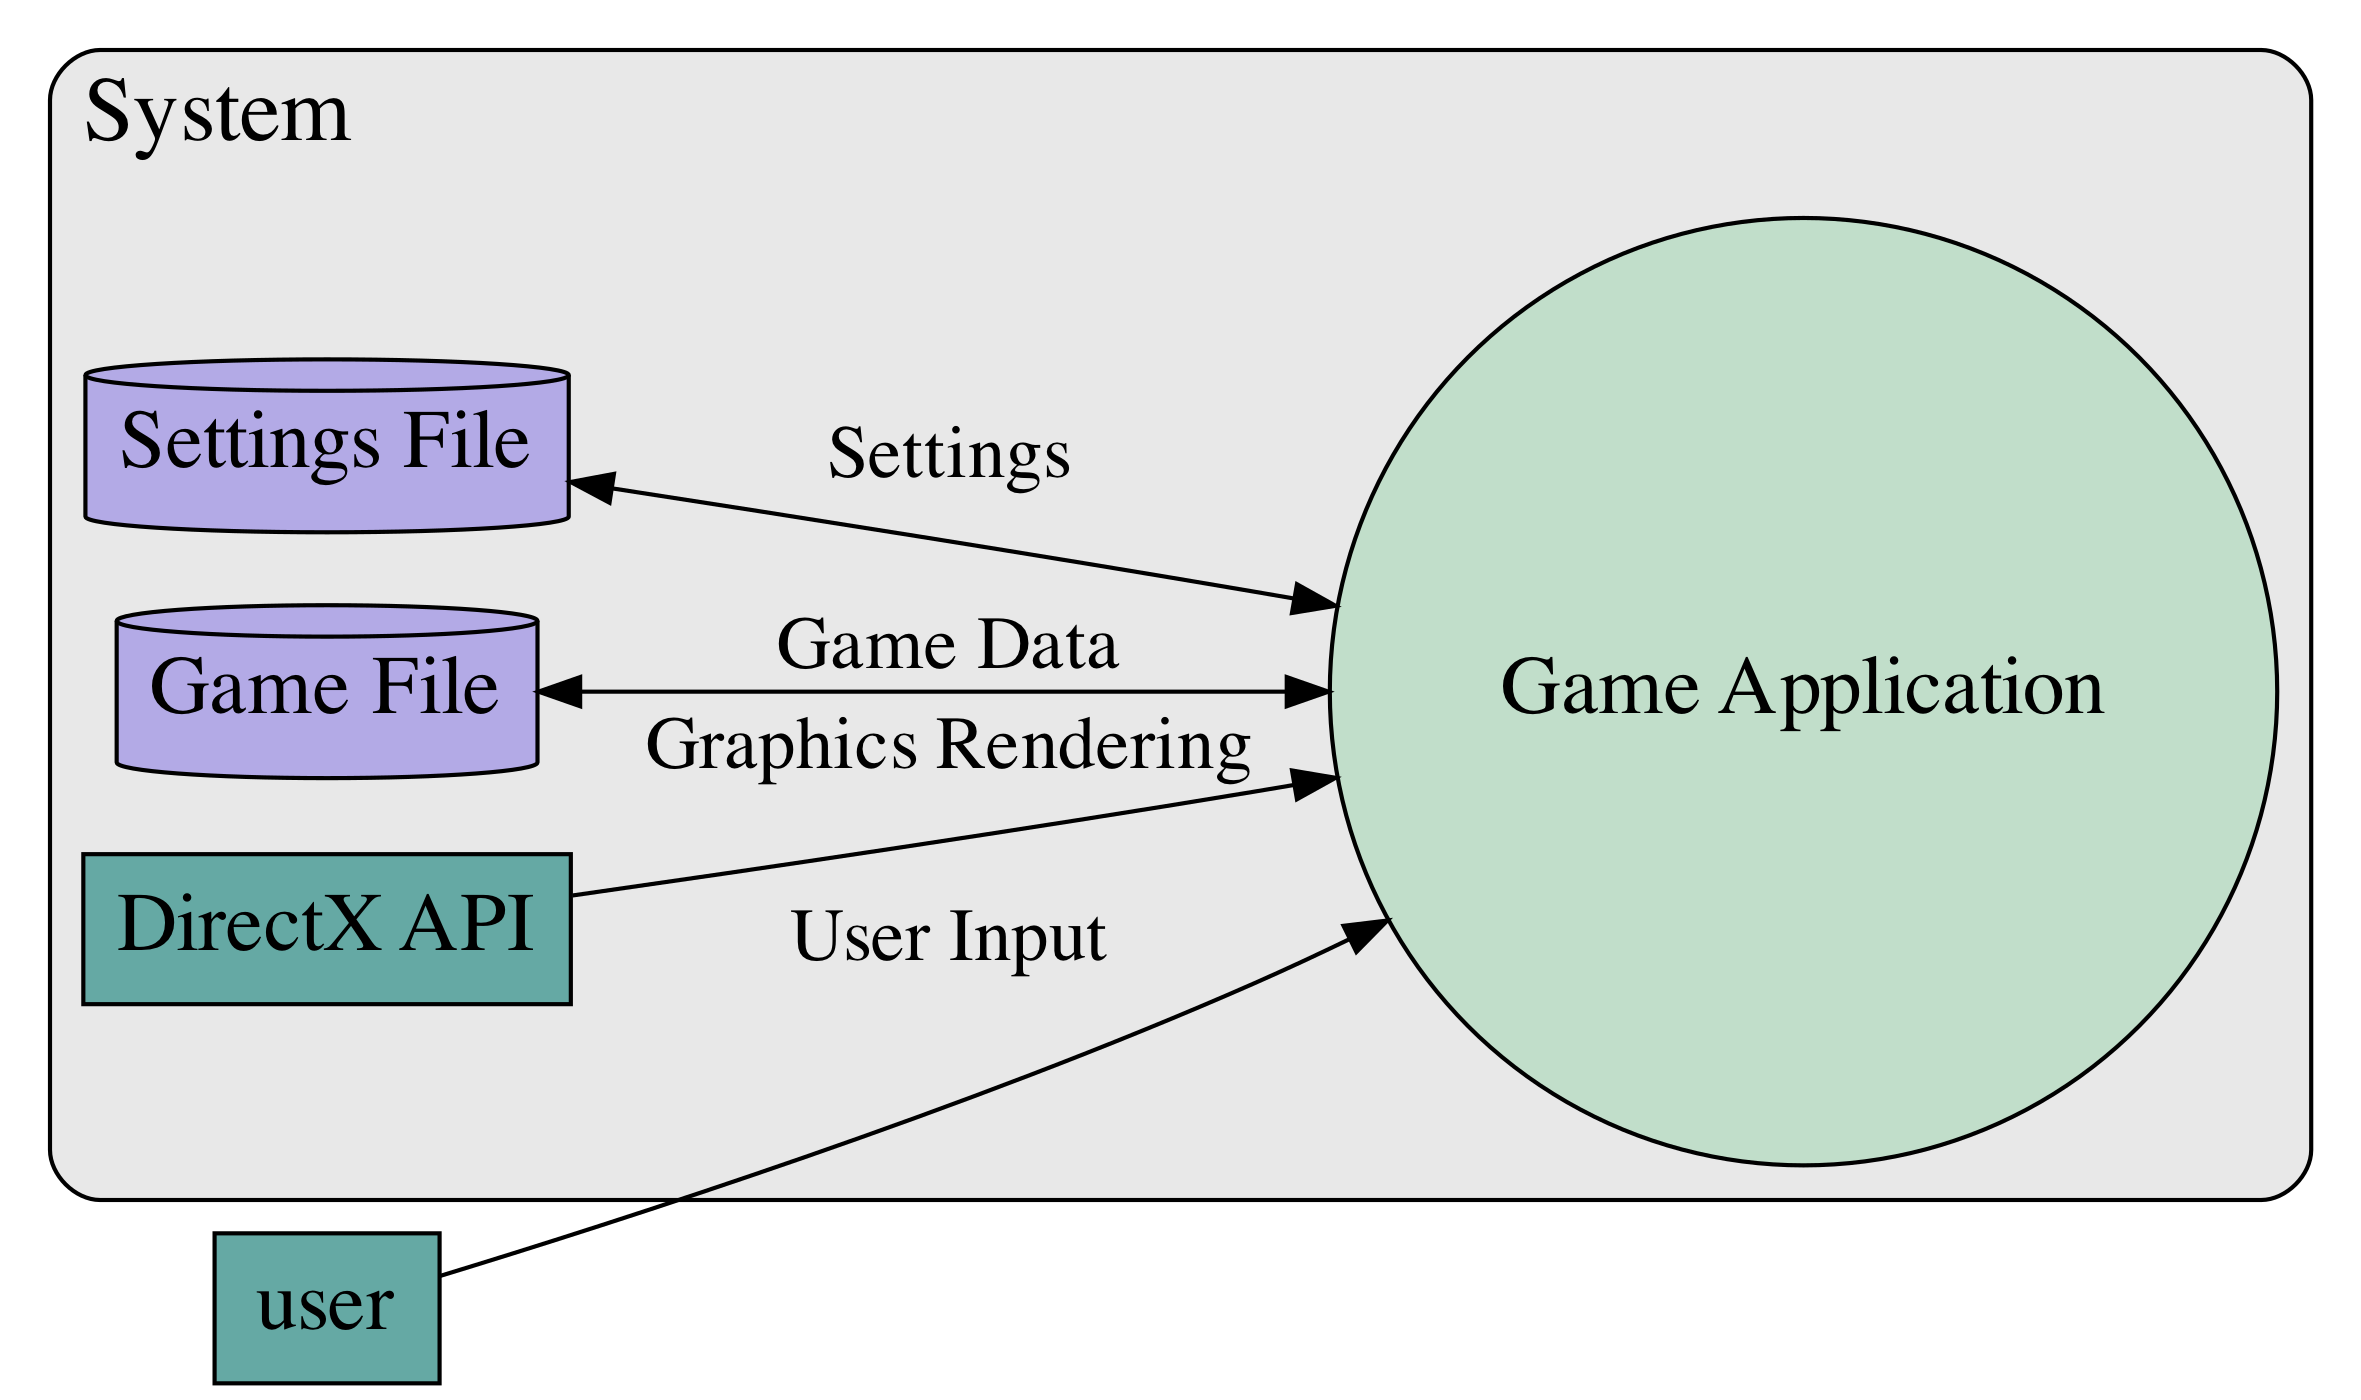 System
Settings File
Settings
Game File
Game Data
Game Application
Graphics Rendering
DirectX API
User Input
user